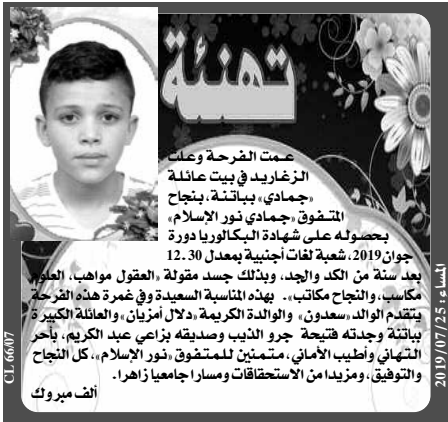 تهنئة
عمت الفرحة وعلت
الزغاريد في بيت عائلة
«جمادي» بباتنة، بنجاح
المتفوق «جمادي نور الإسلام»
بحصوله على شهادة البكالوريا دورة
جوان 2019، شعبة لغات أجنبية بمعدل 12.30
بعد سنة من الكد والجد، وبذلك جسد مقولة «العقول مواهب، العلوم
مكاسب، والنجاح مكاتب». بهذه المناسبة السعيدة وفي غمرة هذه الفرحة
يتقدم الوالد «سعدون» والوالدة الكريمة «دلال أمزيان» والعائلة الكبيرة
بباتنة وجدته فتيحة جرو الذيب وصديقه بزاعي عبد الكريم، بأحر
التهاني وأطيب الأماني، متمنين للمتفوق «نور الإسلام»، كل النجاح
والتوفيق، ومزيدا من الاستحقاقات ومسارا جامعيا زاهرا.
ألف مبروك
CL 66/07
المساء: 2019/07/25